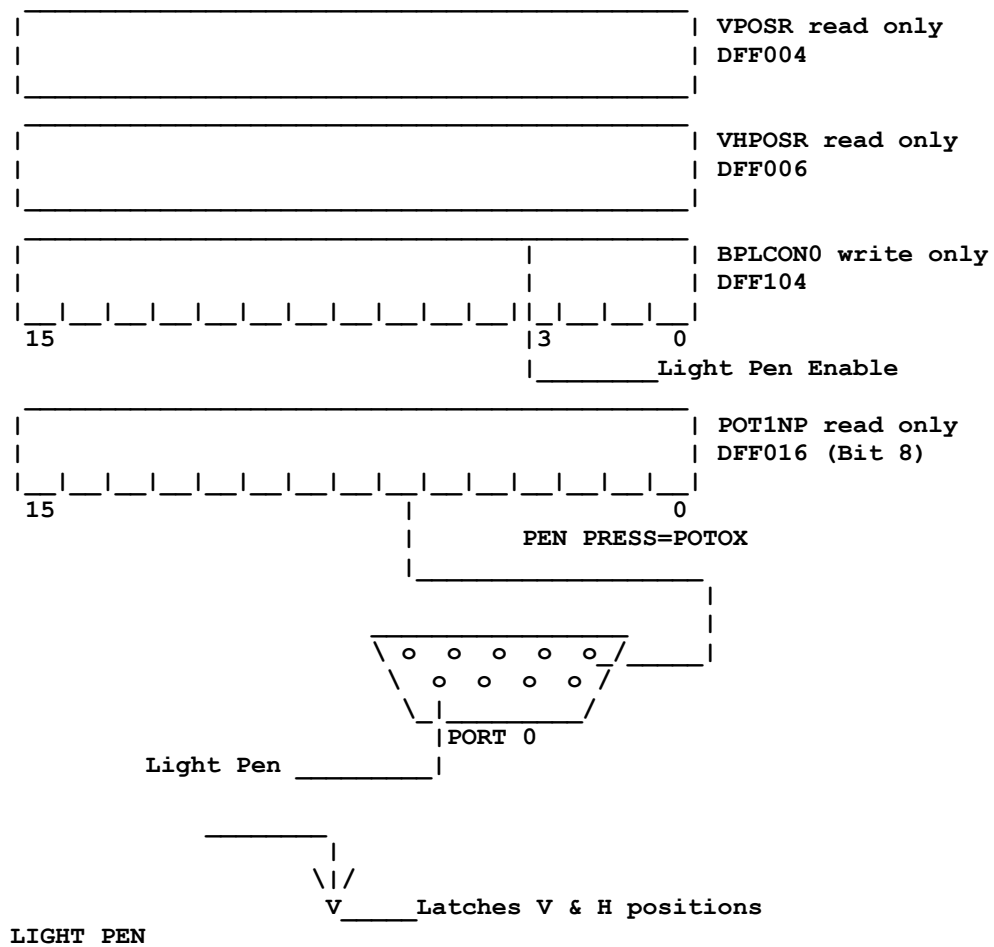 VPOSR read only
DFF004
VHPOSR read only
DFF006
BPLCON0 write only
DFF104
15 3 0
Light Pen Enable
POT1NP read only
DFF016 (Bit 8)
15 0
PEN PRESS=POTOX
o o o o o
o o o o
PORT 0
Light Pen
V Latches V & H positions
LIGHT PEN